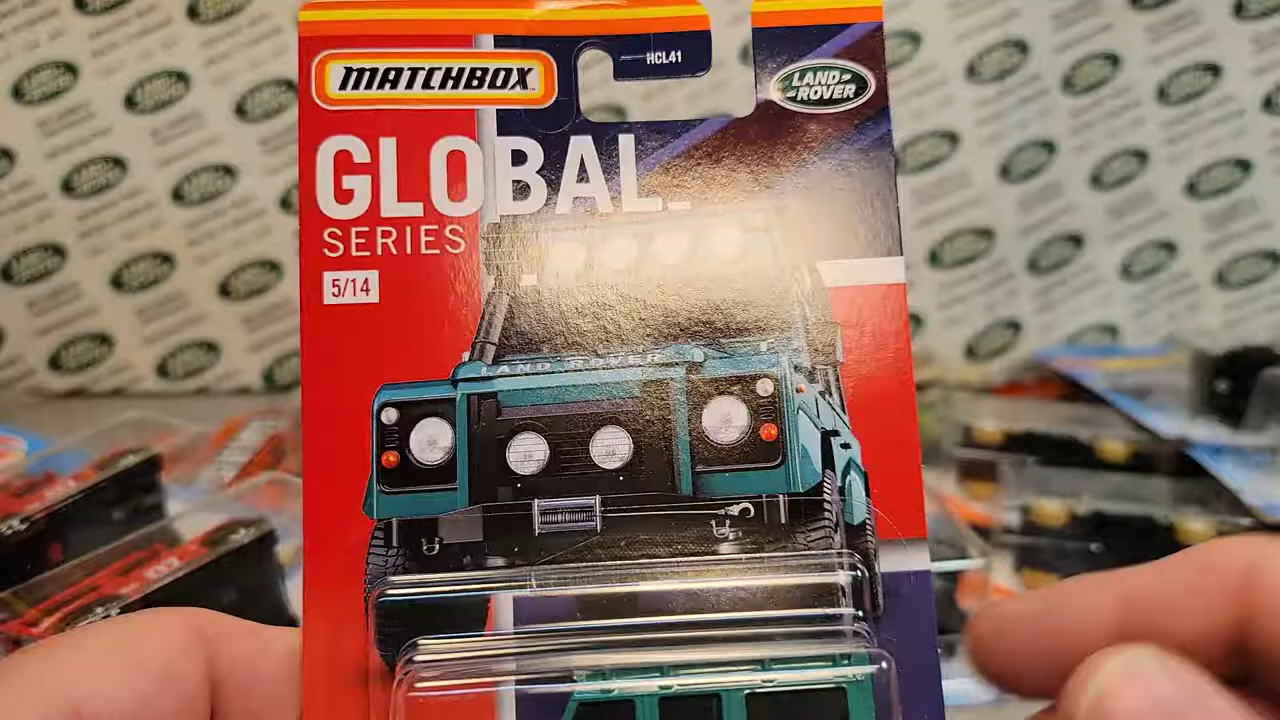 MATCHBOX
HCL41
LAND ROVER
GLOBAL
SERIES
5/14
LAND ROVER